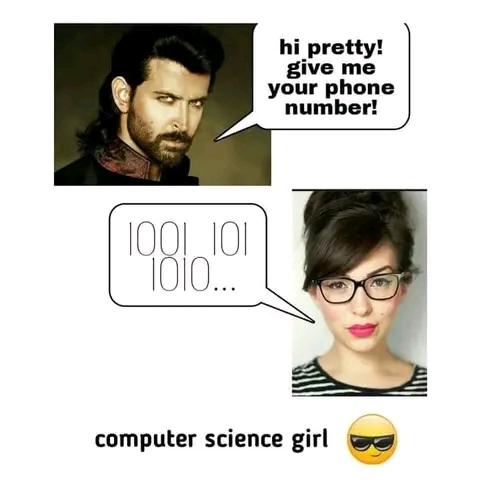 hi pretty!
give me
your phone
number!
1001 101
1010...
computer science girl